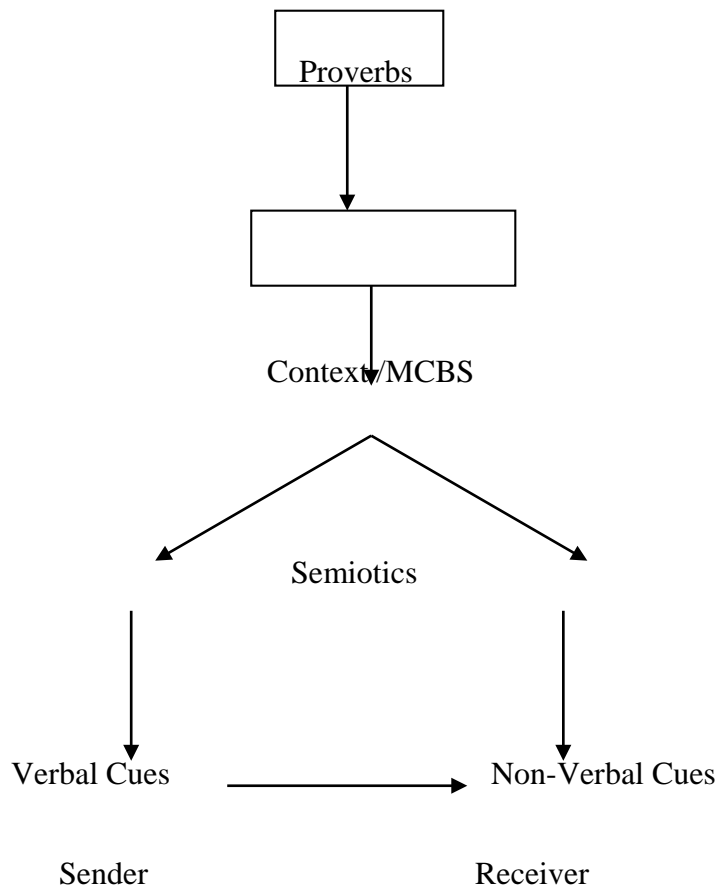 Proverbs
Context /MCBS
Semiotics
Verbal Cues Non-Verbal Cues
Sender Receiver